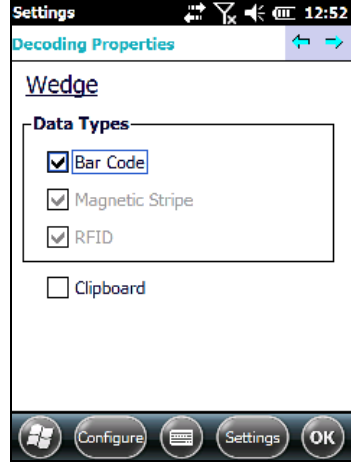 Settings 12:52
Decoding Properties
Wedge
Data Types
Bar Code
Magnetic Stripe
RFID
Clipboard
Configure Settings OK